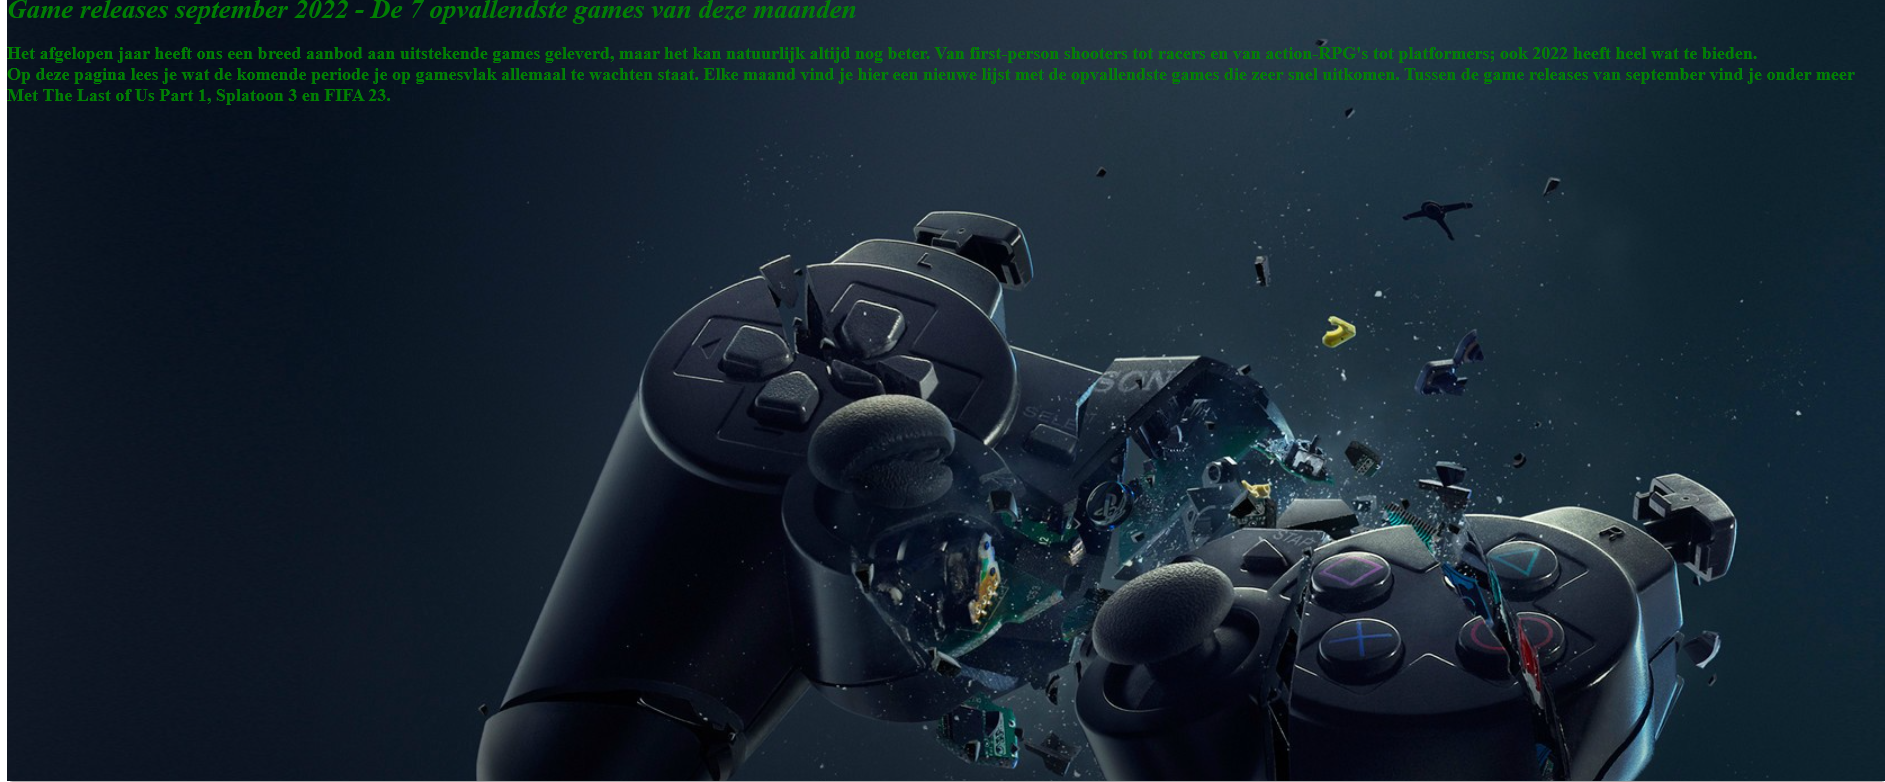 Game releases september 2022 - De 7 opvallendste games van deze maanden
Het afgelopen jaar heeft ons een breed aanbod aan uitstekende games geleverd, maar het kan natuurlijk altijd nog beter. Van first-person shooters tot racers en van action-RPG's tot platformers; ook 2022 heeft heel wat te bieden.
Op deze pagina lees je wat de komende periode je op gamesvlak allemaal te wachten staat. Elke maand vind je hier een nieuwe lijst met de opvallendste games die zeer snel uitkomen. Tussen de game releases van september vind je onder meer
Met The Last of Us Part 1, Splatoon 3 en FIFA 23.
L
SON
SELE
STAR